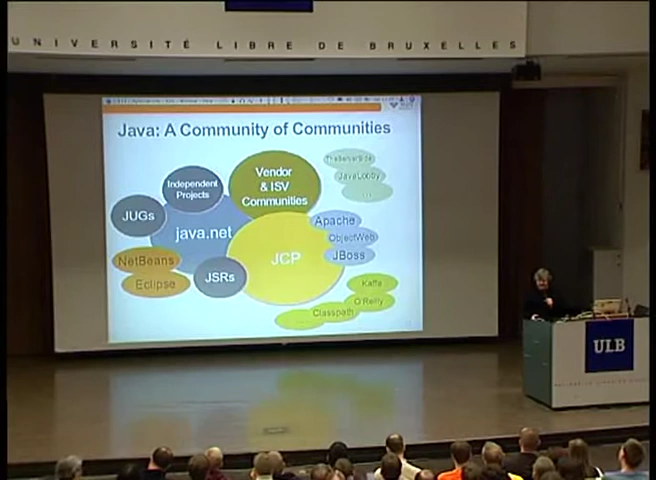 UNIVERSITÉ LIBRE DE BRUXELLES
Java: A Community of Communities
Vendor
& ISV
Communities
Independent
Projects
TheServerSide
JavaLobby
...
JUGs
java.net
Apache
ObjectWeb
JBoss
JCP
NetBeans
Eclipse
JSRs
Kaffe
O'Reilly
Classpath
...
ULB